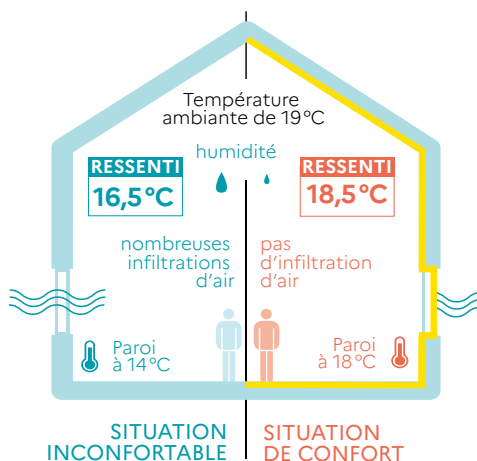 Température
ambiante de 19 °C
humidité
RESSENTI
16,5 °C
RESSENTI
18,5 °C
nombreuses
infiltrations
d'air
pas
d'infiltration
d'air
Paroi
à 14 °C
Paroi
à 18 °C
SITUATION
INCONFORTABLE
SITUATION
DE CONFORT